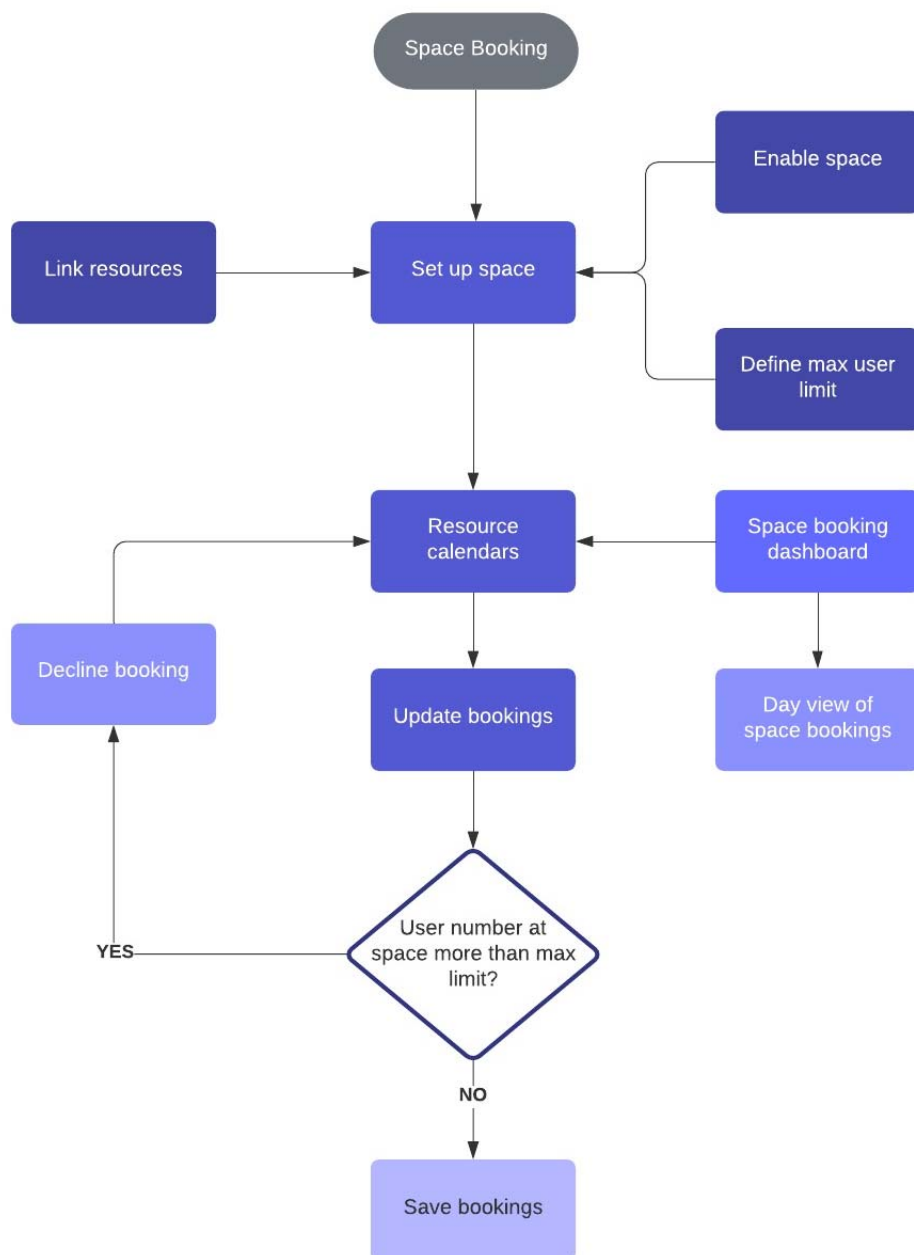 Space Booking
Enable space
Link resources
Set up space
Define max user
limit
Resource
calendars
Space booking
dashboard
Decline booking
Update bookings
Day view of
space bookings
User number at
space more than max
limit?
YES
NO
Save bookings